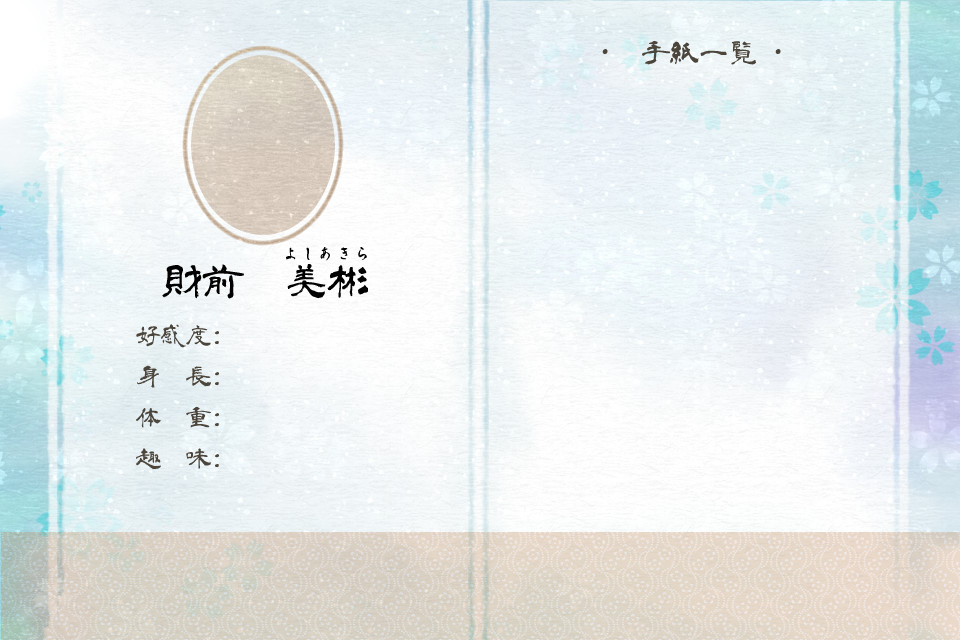 よしあきら
財前 美彬
好感度:
身 長:
体 重:
趣 味:
・ 手紙一覧 ・